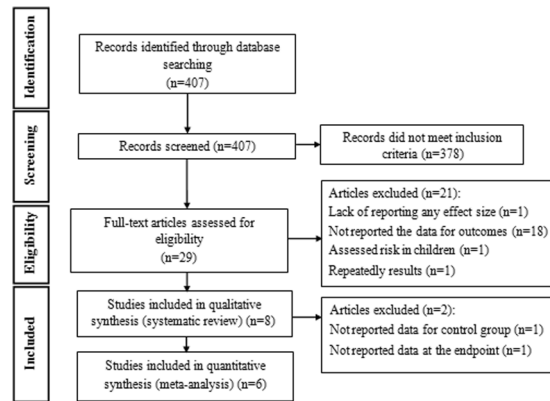 Identification
Records identified through database
searching
(n=407)
Screening
Records screened (n=407)
Records did not meet inclusion
criteria (n=378)
Eligibility
Full-text articles assessed for
eligibility
(n=29)
Articles excluded (n=21):
Lack of reporting any effect size (n=1)
Not reported the data for outcomes (n=18)
Assessed risk in children (n=1)
Repeatedly results (n=1)
Included
Studies included in qualitative
synthesis (systematic review) (n=8)
Articles excluded (n=2):
Not reported data for control group (n=1)
Not reported data at the endpoint (n=1)
Studies included in quantitative
synthesis (meta-analysis) (n=6)